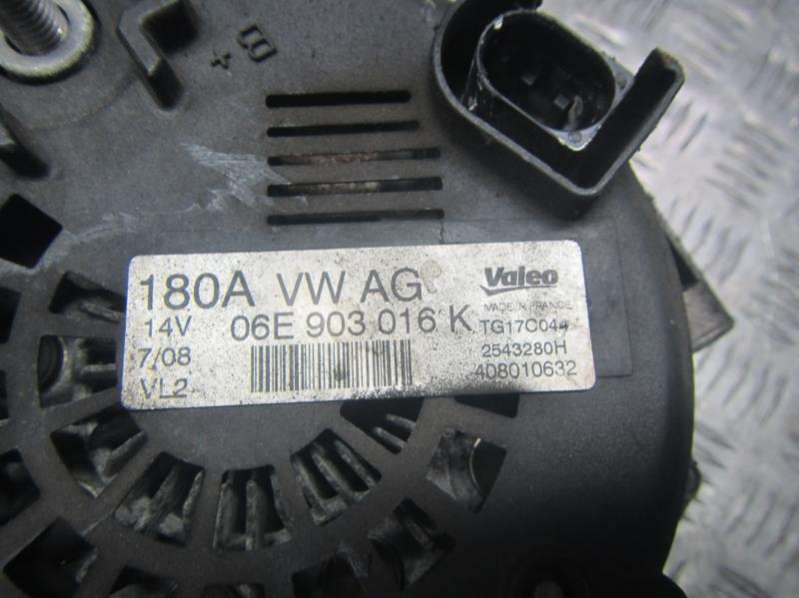 B+
180A VW AG
14V 06E 903 016 K
7/08
VL2
Valeo
MADE IN FRANCE
TG17C044
2543280H
408010632